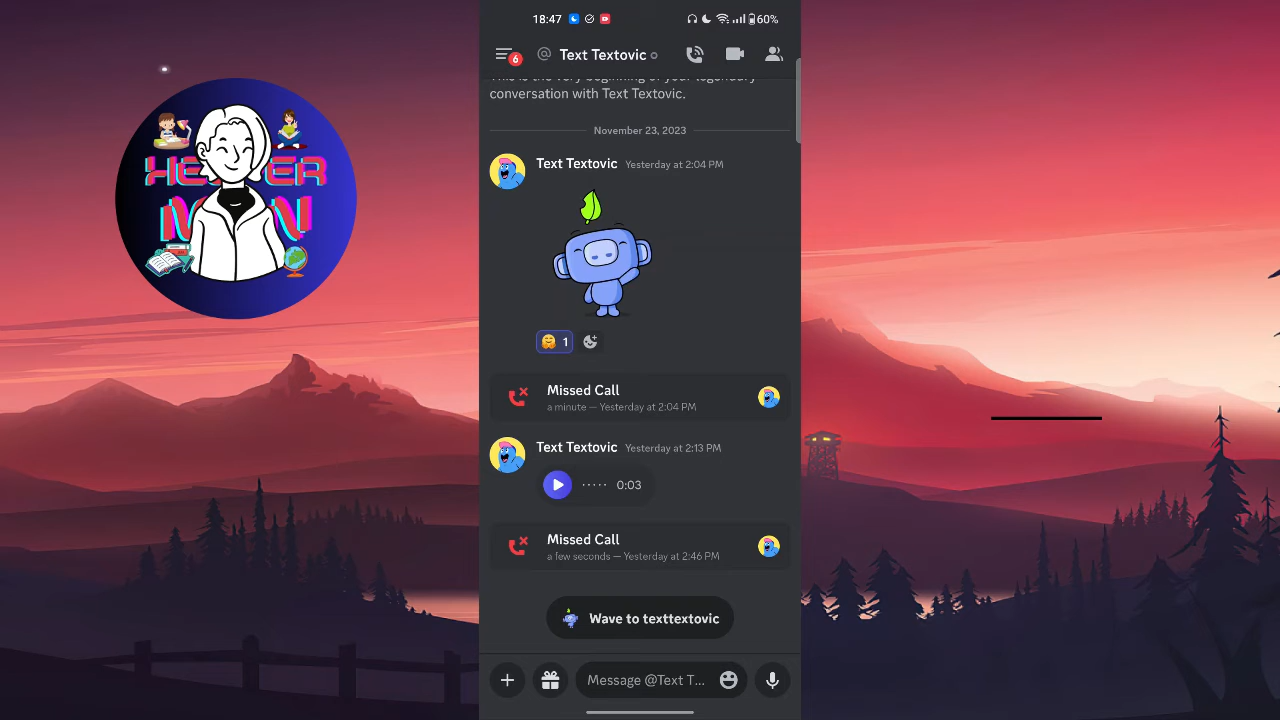 18:47
60%
6
Text Textovic
conversation with Text Textovic.
November 23, 2023
Text Textovic Yesterday at 2:04 PM
1
Missed Call
a minute — Yesterday at 2:04 PM
Text Textovic Yesterday at 2:13 PM
0:03
Missed Call
a few seconds — Yesterday at 2:46 PM
Wave to texttextovic
Message @Text T...